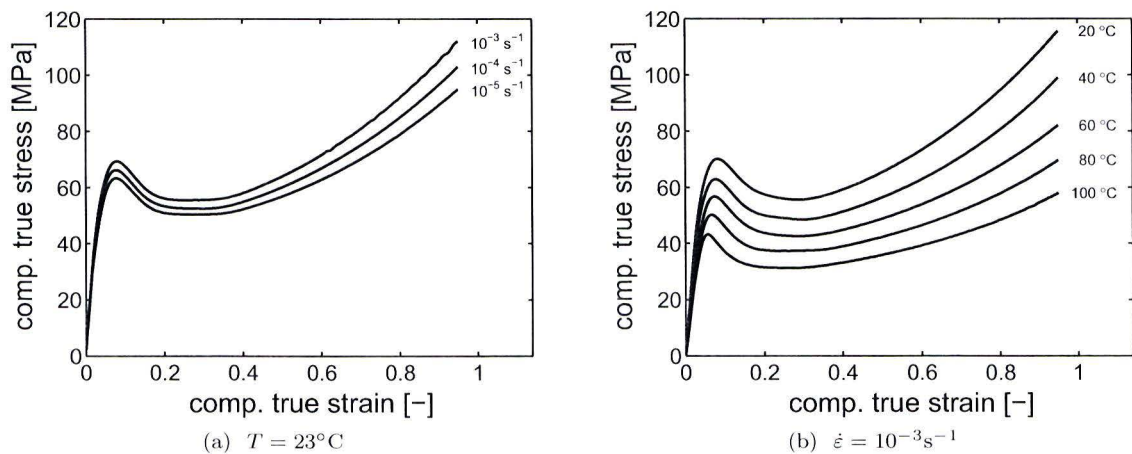 comp. true stress [MPa]
120
100
80
60
40
20
0
10⁻³ s⁻¹
10⁻⁴ s⁻¹
10⁻⁵ s⁻¹
0 0.2 0.4 0.6 0.8 1
comp. true strain [−]
(a) T = 23°C
comp. true stress [MPa]
120
100
80
60
40
20
0
20 °C
40 °C
60 °C
80 °C
100 °C
0 0.2 0.4 0.6 0.8 1
comp. true strain [−]
(b) ε̇ = 10⁻³s⁻¹